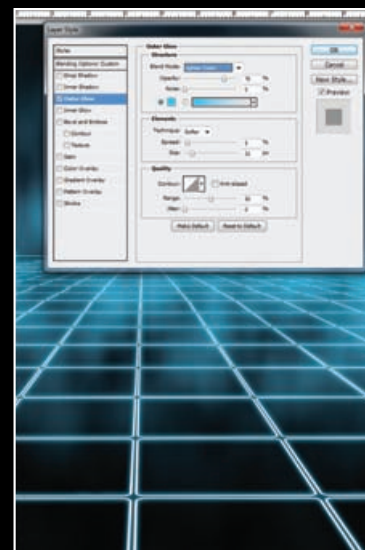 Layer Style
Styles
Blending Options: Custom
Drop Shadow
Inner Shadow
Outer Glow
Inner Glow
Bevel and Emboss
Contour
Texture
Satin
Color Overlay
Gradient Overlay
Pattern Overlay
Stroke
Outer Glow
Structure
Blend Mode:
Opacity: %
Noise: %
Elements
Technique: Softer
Spread: %
Size: px
Quality
Contour: Anti-aliased
Range: %
Jitter: %
Make Default Reset to Default
OK
Cancel
New Style...
Preview